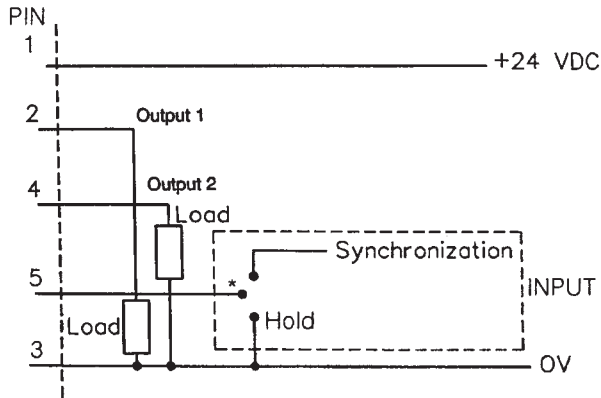 PIN
1
+24 VDC
2
Output 1
4
Output 2
Load
Synchronization
5
*
INPUT
Load
Hold
3
0V